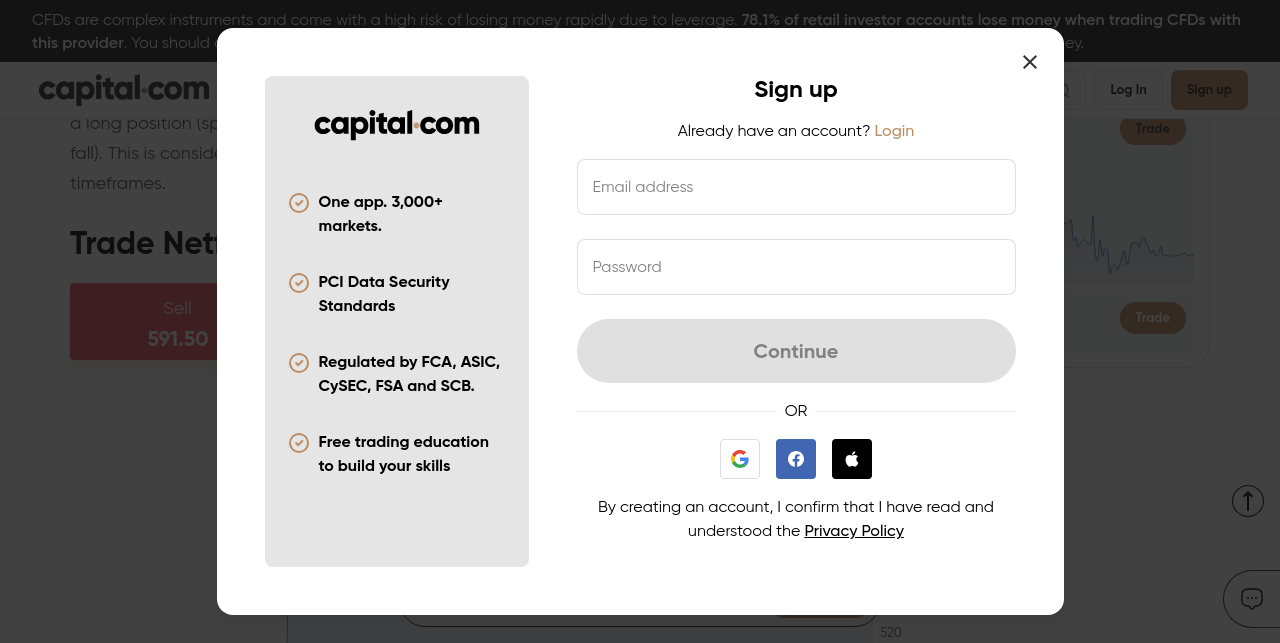 CFDs are complex instruments and come with a high risk of losing money rapidly due to leverage. 78.1% of retail investor accounts lose money when trading CFDs with
this provider. You should
ey.
capital.com
Log In
Sign up
a long position (sp
fall). This is conside
timeframes.
Trade
Trade Net
Sell
591.50
Trade
520
capital.com
One app. 3,000+
markets.
PCI Data Security
Standards
Regulated by FCA, ASIC,
CySEC, FSA and SCB.
Free trading education
to build your skills
Sign up
Already have an account? Login
Email address
Password
Continue
OR
By creating an account, I confirm that I have read and
understood the Privacy Policy